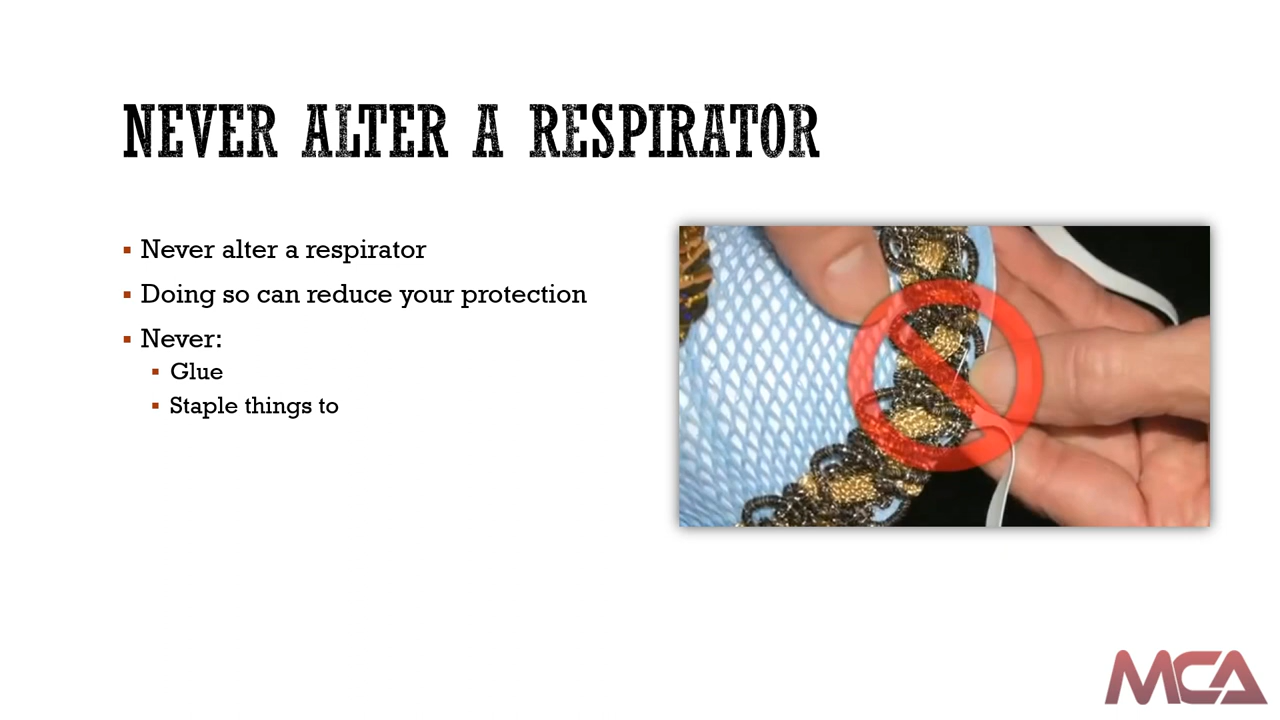 NEVER ALTER A RESPIRATOR
Never alter a respirator
Doing so can reduce your protection
Never:
Glue
Staple things to
MCA